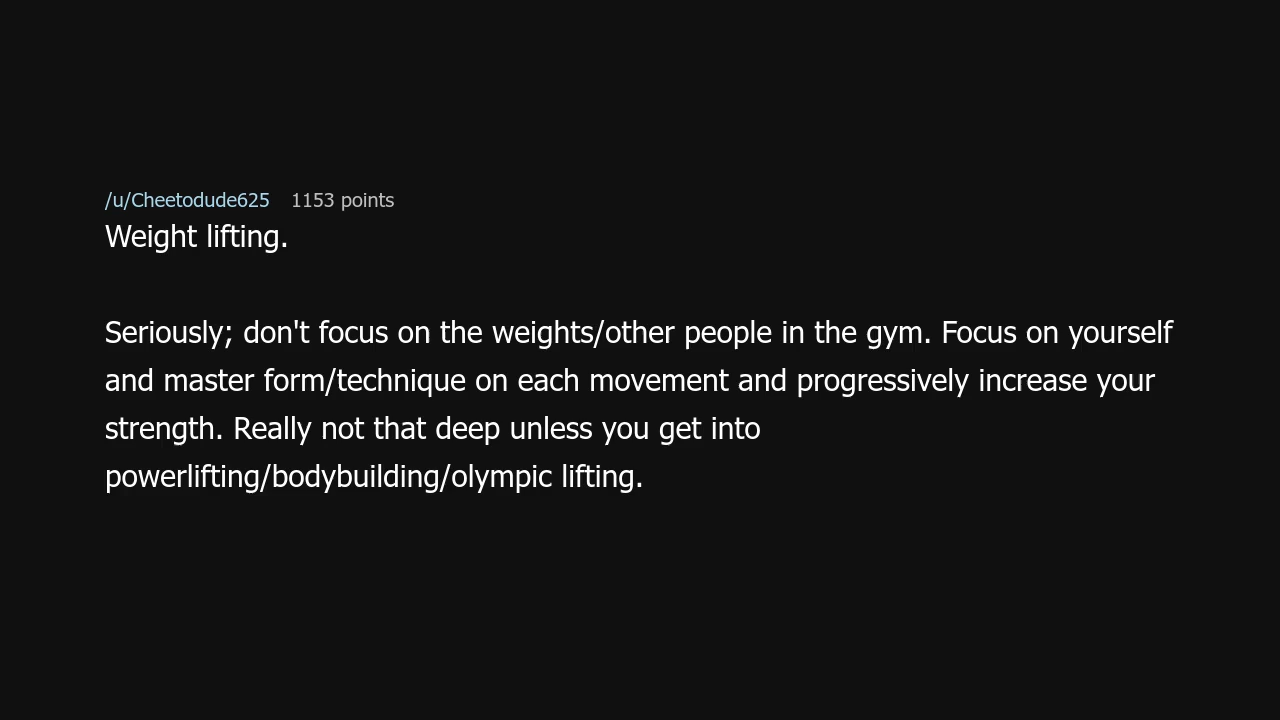 /u/Cheetodude625 1153 points
Weight lifting.
Seriously; don't focus on the weights/other people in the gym. Focus on yourself
and master form/technique on each movement and progressively increase your
strength. Really not that deep unless you get into
powerlifting/bodybuilding/olympic lifting.